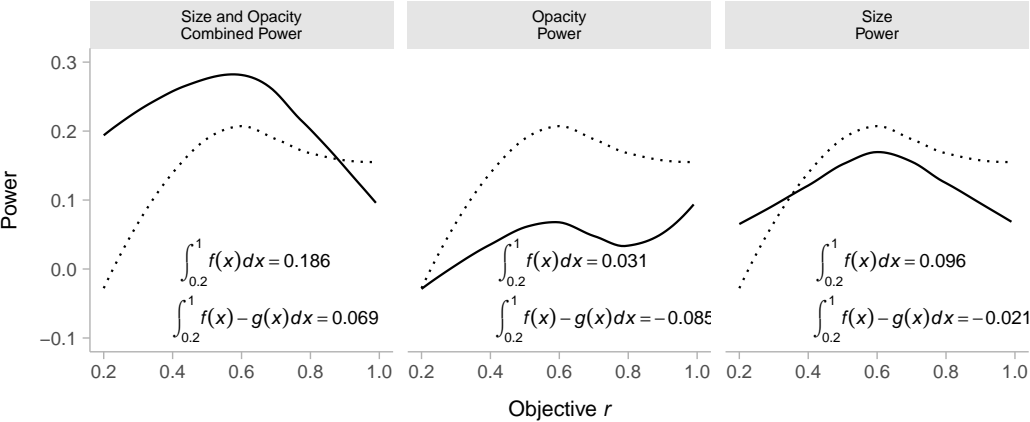 Size and Opacity
Combined Power
Opacity
Power
Size
Power
Power
0.3
0.2
0.1
0.0
−0.1
∫_{0.2}^{1} f(x)dx = 0.186
∫_{0.2}^{1} f(x) − g(x)dx = 0.069
∫_{0.2}^{1} f(x)dx = 0.031
∫_{0.2}^{1} f(x) − g(x)dx = −0.085
∫_{0.2}^{1} f(x)dx = 0.096
∫_{0.2}^{1} f(x) − g(x)dx = −0.021
0.2 0.4 0.6 0.8 1.0
0.2 0.4 0.6 0.8 1.0
0.2 0.4 0.6 0.8 1.0
Objective r